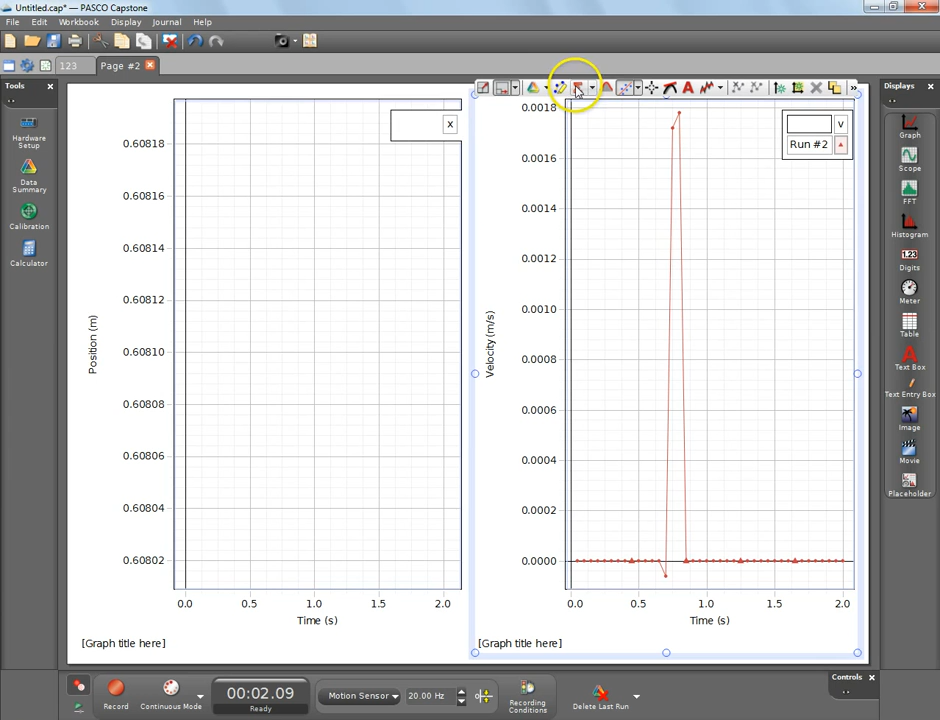 Untitled.cap* - PASCO Capstone
File Edit Workbook Display Journal Help
123 Page #2
Tools
Hardware
Setup
Data
Summary
Calibration
Calculator
x
0.60818
0.60816
0.60814
0.60812
0.60810
0.60808
0.60806
0.60804
0.60802
Position (m)
0.0 0.5 1.0 1.5 2.0
Time (s)
[Graph title here]
v
Run #2
0.0018
0.0016
0.0014
0.0012
0.0010
0.0008
0.0006
0.0004
0.0002
0.0000
Velocity (m/s)
0.0 0.5 1.0 1.5 2.0
Time (s)
[Graph title here]
Displays
Graph
Scope
FFT
Histogram
1.23
Digits
Meter
Table
Text Box
Text Entry Box
Image
Movie
Placeholder
Record
Continuous Mode
00:02.09
Ready
Motion Sensor
20.00 Hz
Recording
Conditions
Delete Last Run
Controls